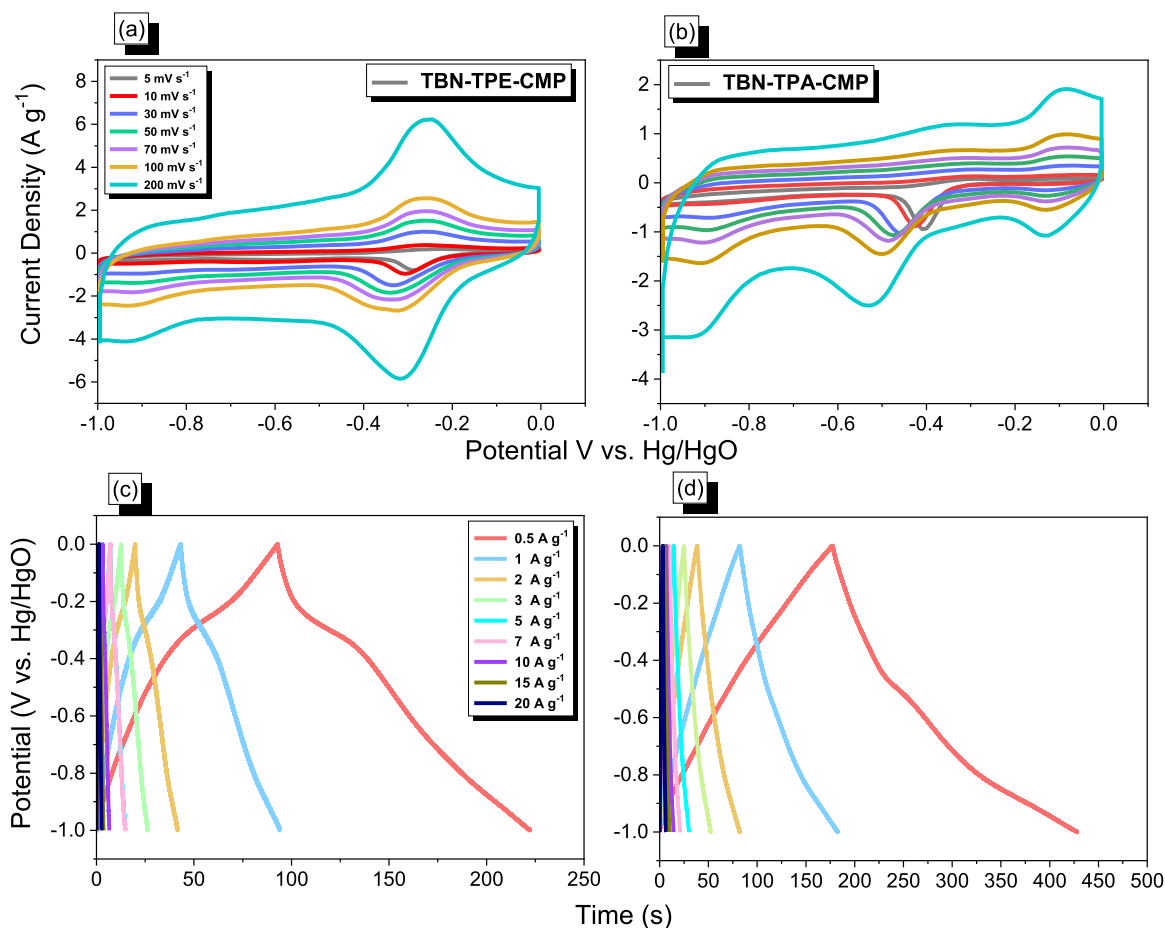 (a)
(b)
5 mV s⁻¹
10 mV s⁻¹
30 mV s⁻¹
50 mV s⁻¹
70 mV s⁻¹
100 mV s⁻¹
200 mV s⁻¹
TBN-TPE-CMP
TBN-TPA-CMP
Current Density (A g⁻¹)
8
6
4
2
0
-2
-4
-6
2
1
0
-1
-2
-3
-4
-1.0 -0.8 -0.6 -0.4 -0.2 0.0
-1.0 -0.8 -0.6 -0.4 -0.2 0.0
Potential V vs. Hg/HgO
(c)
(d)
0.5 A g⁻¹
1 A g⁻¹
2 A g⁻¹
3 A g⁻¹
5 A g⁻¹
7 A g⁻¹
10 A g⁻¹
15 A g⁻¹
20 A g⁻¹
Potential (V vs. Hg/HgO)
0.0
-0.2
-0.4
-0.6
-0.8
-1.0
0.0
-0.2
-0.4
-0.6
-0.8
-1.0
0 50 100 150 200 250
0 50 100 150 200 250 300 350 400 450 500
Time (s)